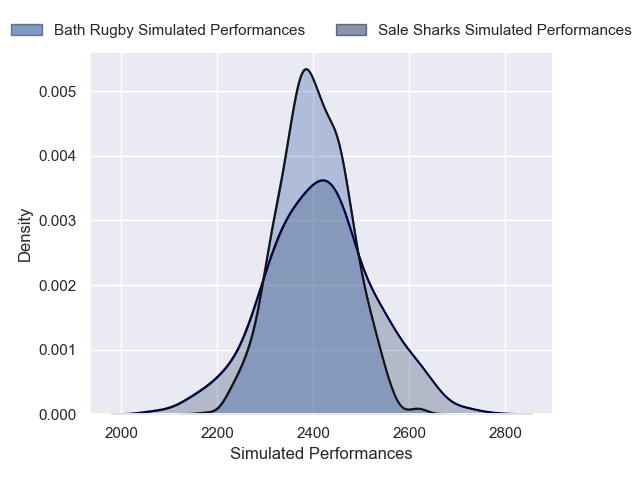 Bath Rugby Simulated Performances
Sale Sharks Simulated Performances
Density
0.005
0.004
0.003
0.002
0.001
0.000
2000 2200 2400 2600 2800
Simulated Performances